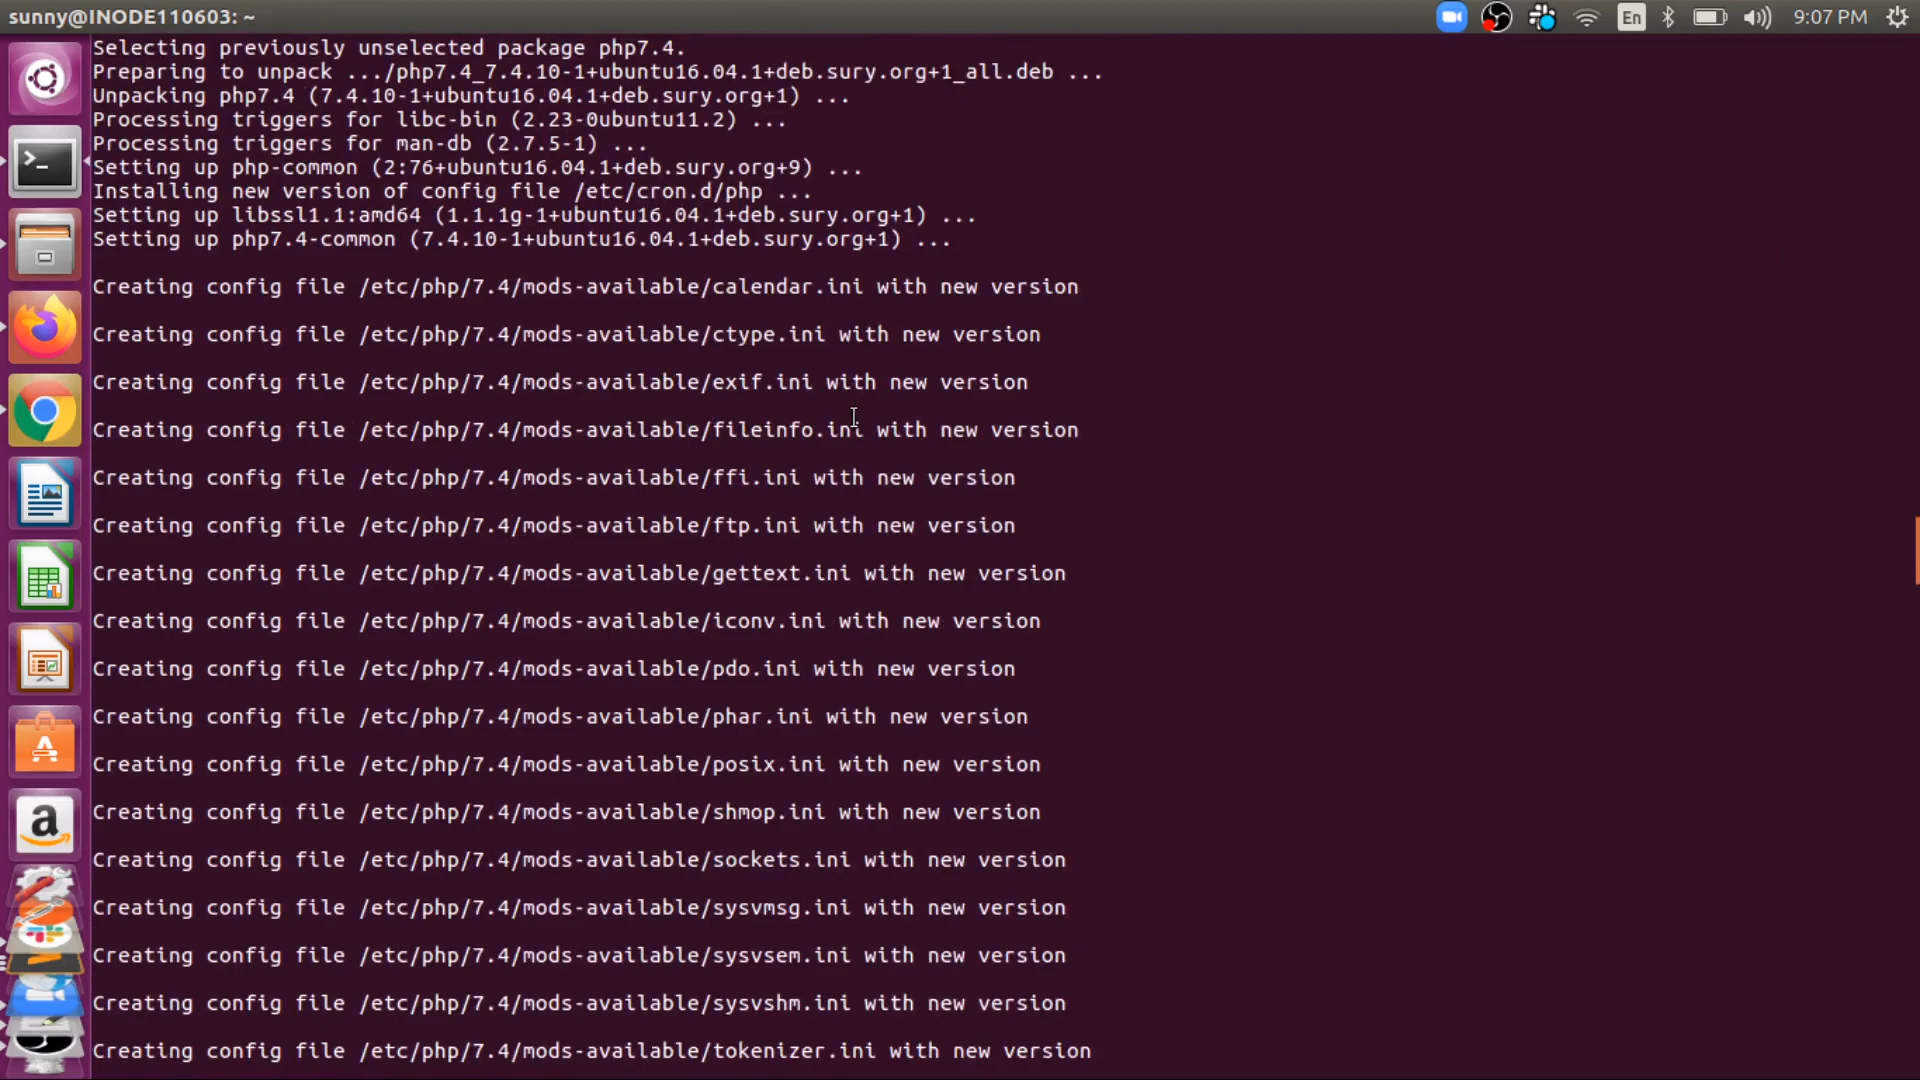 sunny@INODE110603: ~
En
9:07 PM
Selecting previously unselected package php7.4.
Preparing to unpack .../php7.4_7.4.10-1+ubuntu16.04.1+deb.sury.org+1_all.deb ...
Unpacking php7.4 (7.4.10-1+ubuntu16.04.1+deb.sury.org+1) ...
Processing triggers for libc-bin (2.23-0ubuntu11.2) ...
Processing triggers for man-db (2.7.5-1) ...
Setting up php-common (2:76+ubuntu16.04.1+deb.sury.org+9) ...
Installing new version of config file /etc/cron.d/php ...
Setting up libssl1.1:amd64 (1.1.1g-1+ubuntu16.04.1+deb.sury.org+1) ...
Setting up php7.4-common (7.4.10-1+ubuntu16.04.1+deb.sury.org+1) ...
Creating config file /etc/php/7.4/mods-available/calendar.ini with new version
Creating config file /etc/php/7.4/mods-available/ctype.ini with new version
Creating config file /etc/php/7.4/mods-available/exif.ini with new version
Creating config file /etc/php/7.4/mods-available/fileinfo.ini with new version
Creating config file /etc/php/7.4/mods-available/ffi.ini with new version
Creating config file /etc/php/7.4/mods-available/ftp.ini with new version
Creating config file /etc/php/7.4/mods-available/gettext.ini with new version
Creating config file /etc/php/7.4/mods-available/iconv.ini with new version
Creating config file /etc/php/7.4/mods-available/pdo.ini with new version
Creating config file /etc/php/7.4/mods-available/phar.ini with new version
Creating config file /etc/php/7.4/mods-available/posix.ini with new version
Creating config file /etc/php/7.4/mods-available/shmop.ini with new version
Creating config file /etc/php/7.4/mods-available/sockets.ini with new version
Creating config file /etc/php/7.4/mods-available/sysvmsg.ini with new version
Creating config file /etc/php/7.4/mods-available/sysvsem.ini with new version
Creating config file /etc/php/7.4/mods-available/sysvshm.ini with new version
Creating config file /etc/php/7.4/mods-available/tokenizer.ini with new version